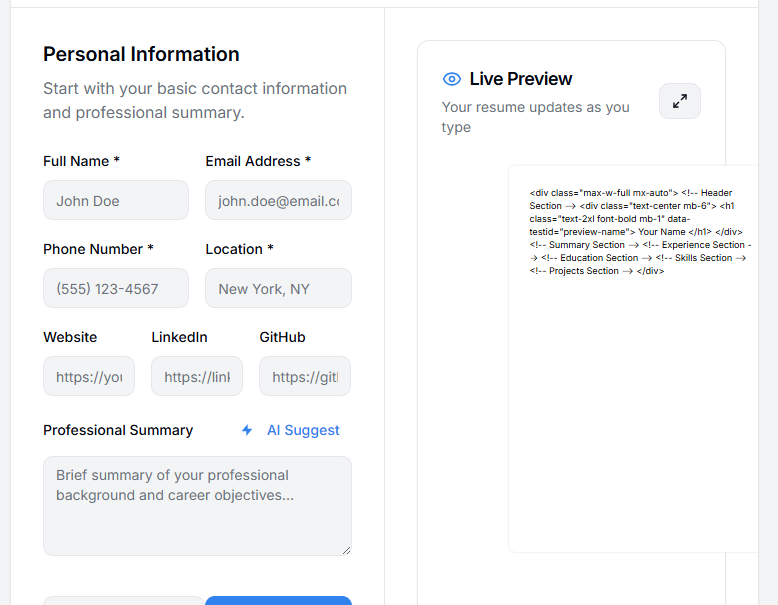 Personal Information
Start with your basic contact information
and professional summary.
Full Name *
Email Address *
John Doe
john.doe@email.co
Phone Number *
Location *
(555) 123-4567
New York, NY
Website
LinkedIn
GitHub
https://you
https://link
https://gitl
Professional Summary
AI Suggest
Brief summary of your professional
background and career objectives...
Live Preview
Your resume updates as you
type
<div class="max-w-full mx-auto"> <!-- Header
Section --> <div class="text-center mb-6"> <h1
class="text-2xl font-bold mb-1" data-
testid="preview-name"> Your Name </h1> </div>
<!-- Summary Section --> <!-- Experience Section -
-> <!-- Education Section --> <!-- Skills Section -->
<!-- Projects Section --> </div>